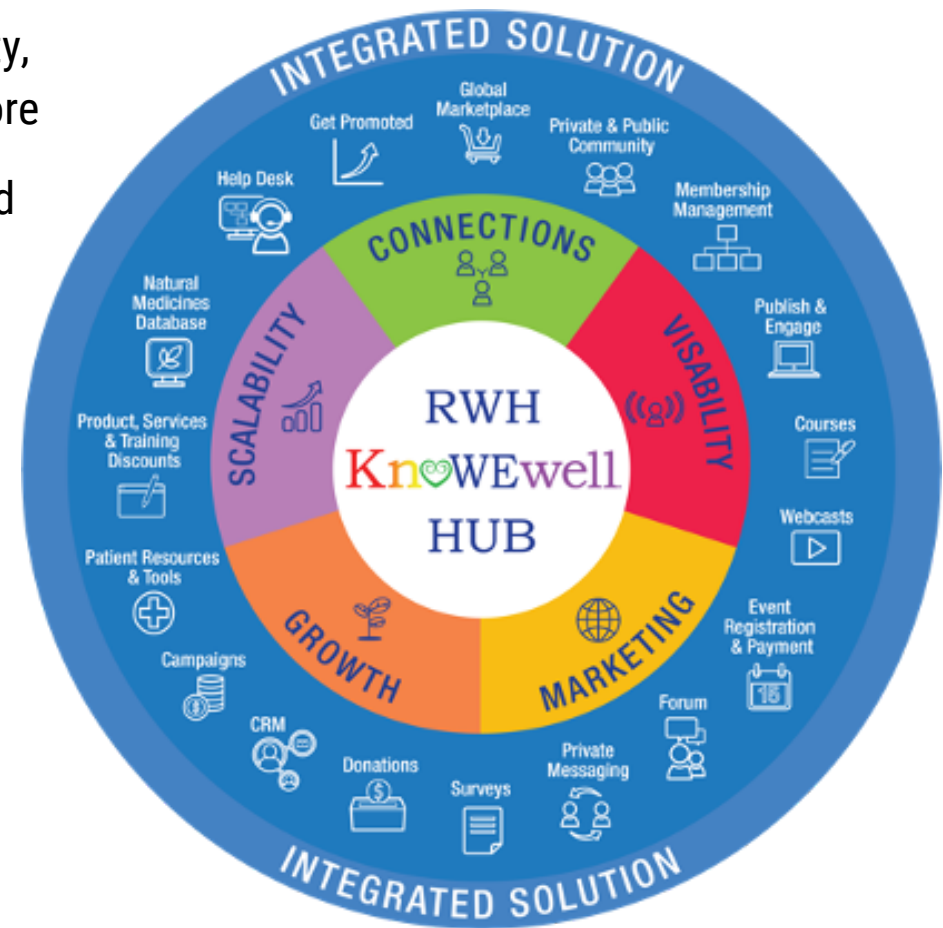 ty,
ore
d
INTEGRATED SOLUTION
Global
Marketplace
Get Promoted
Private & Public
Community
Help Desk
Membership
Management
Natural
Medicines
Database
Publish &
Engage
Product, Services
& Training
Discounts
Courses
Webcasts
Patient Resources
& Tools
Event
Registration
& Payment
15
Campaigns
Forum
CRM
Private
Messaging
Donations
Surveys
CONNECTIONS
VISABILITY
MARKETING
GROWTH
SCALABILITY
RWH
KnoWEwell
HUB
INTEGRATED SOLUTION